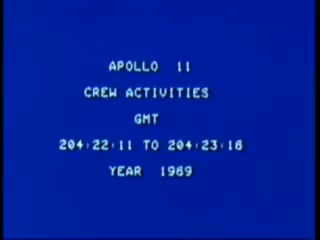 APOLLO 11
CREW ACTIVITIES
GMT
204:22:11 TO 204:23:16
YEAR 1969